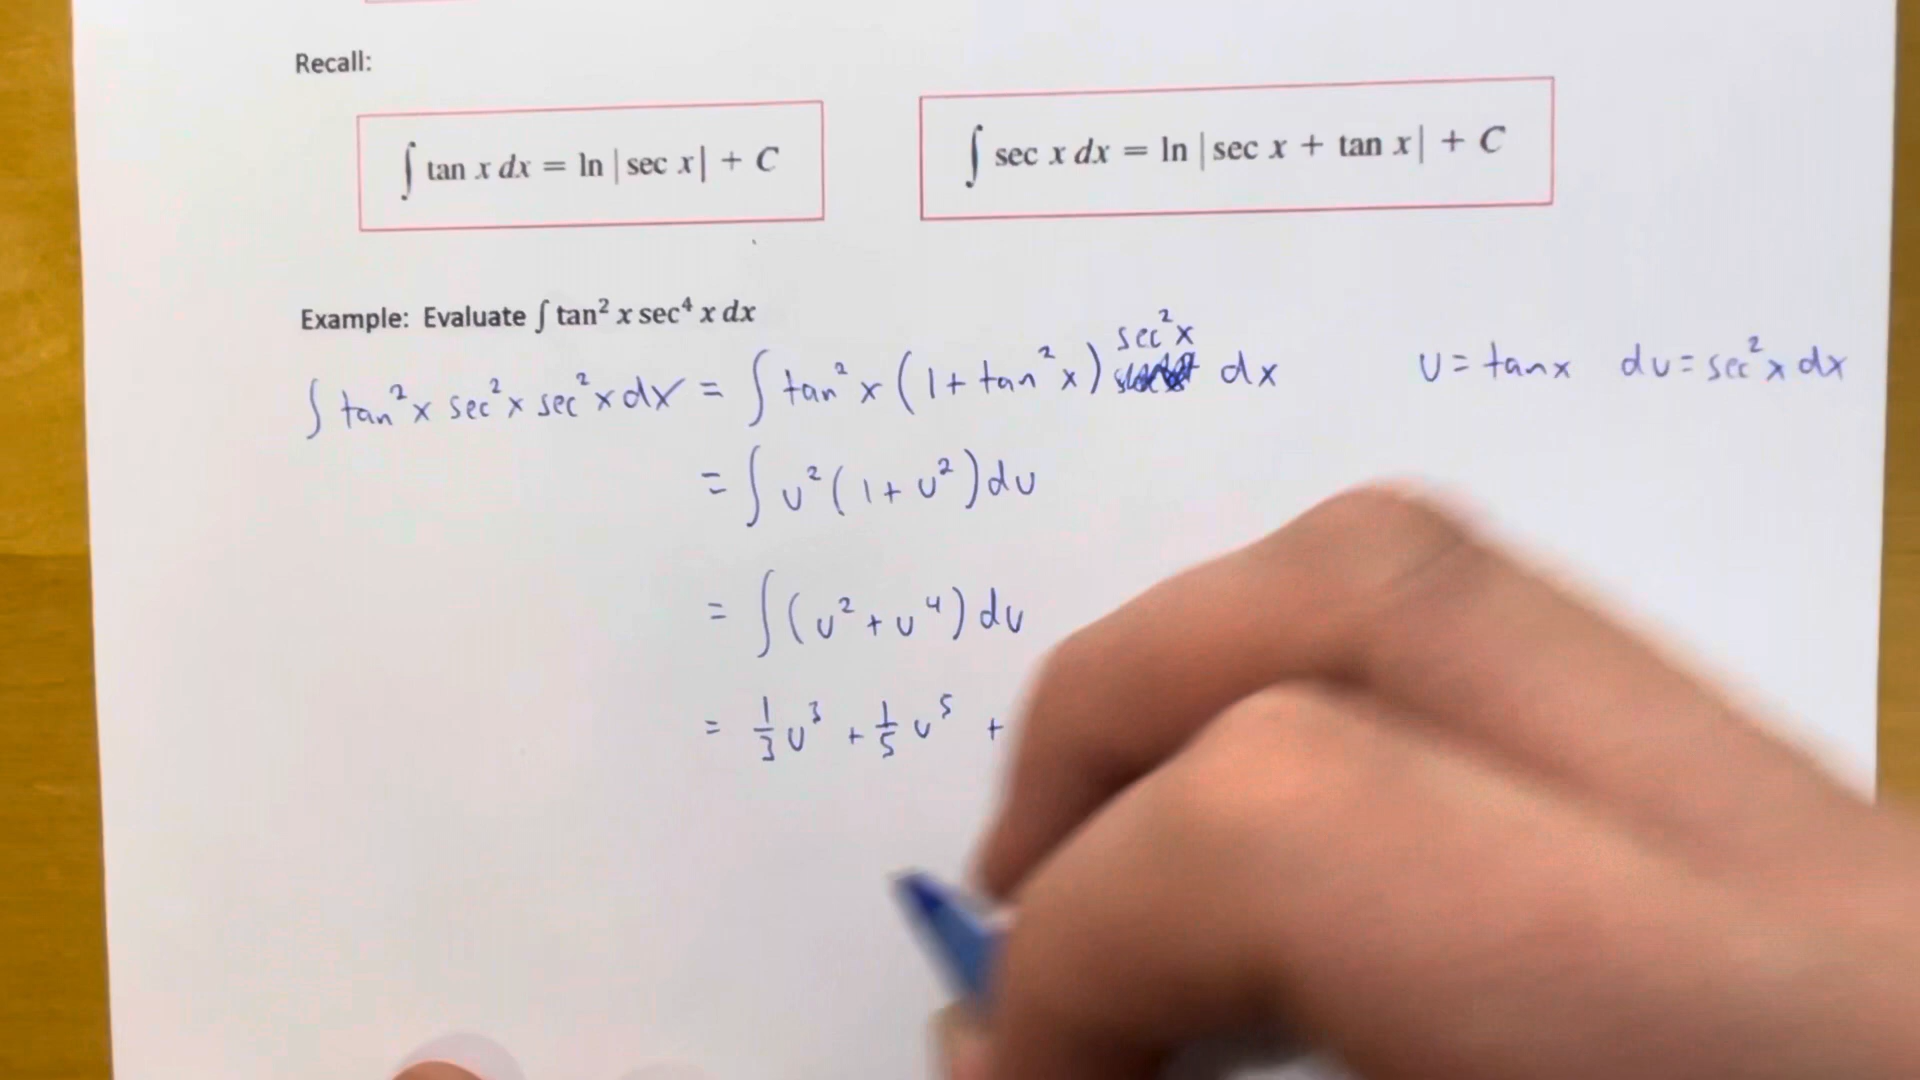 Recall:
∫ tan x dx = ln | sec x| + C
∫ sec x dx = ln | sec x + tan x| + C
Example: Evaluate ∫ tan² x sec⁴ x dx
∫ tan²x sec²x sec²x dx = ∫ tan²x (1 + tan²x) sec²x dx
u = tanx du = sec²x dx
= ∫ u² (1 + u²) du
= ∫ (u² + u⁴) du
= 1/3 u³ + 1/5 u⁵ +